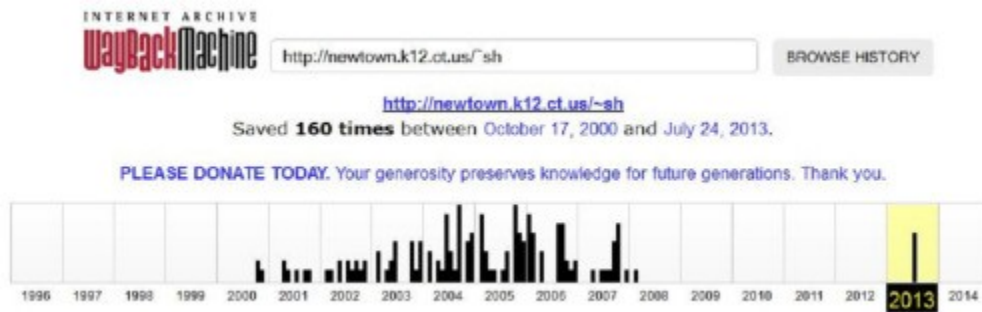 INTERNET ARCHIVE
WayBackMachine
http://newtown.k12.ct.us/~sh
BROWSE HISTORY
http://newtown.k12.ct.us/~sh
Saved 160 times between October 17, 2000 and July 24, 2013.
PLEASE DONATE TODAY. Your generosity preserves knowledge for future generations. Thank you.
1996 1997 1998 1999 2000 2001 2002 2003 2004 2005 2006 2007 2008 2009 2010 2011 2012 2013 2014